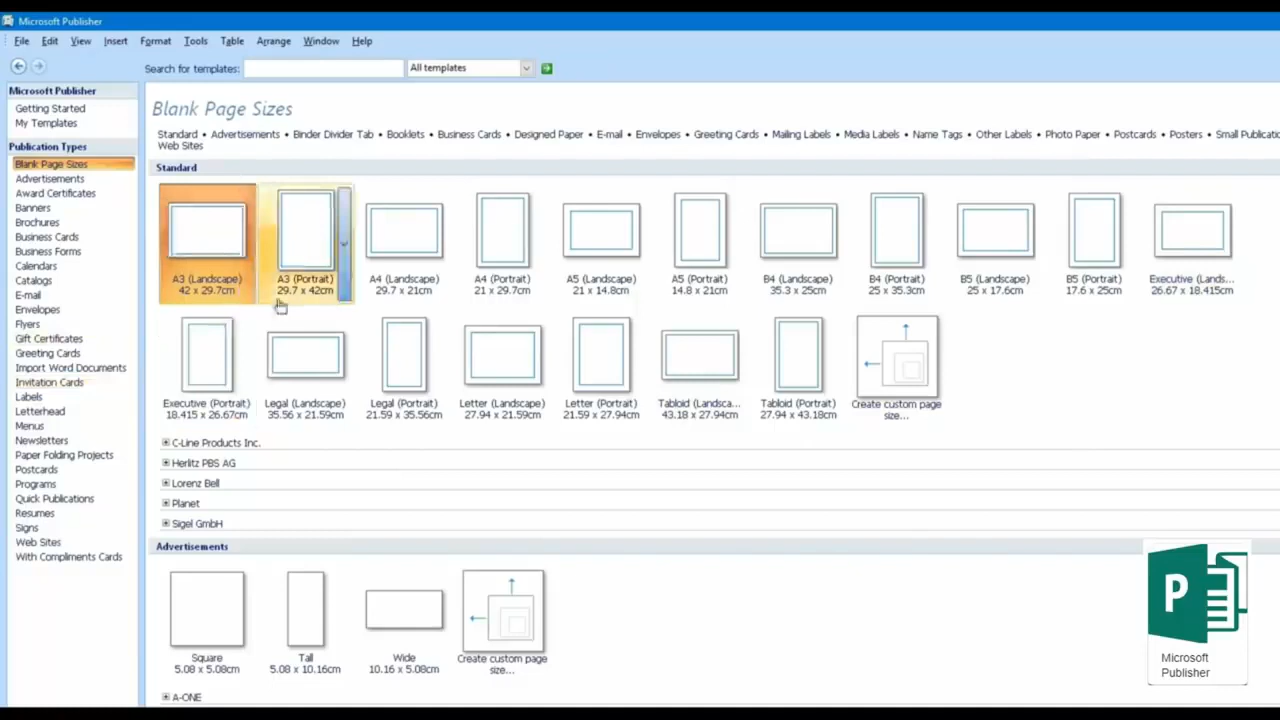 Microsoft Publisher
File Edit View Insert Format Tools Table Arrange Window Help
Search for templates: All templates
Microsoft Publisher
Getting Started
My Templates
Publication Types
Blank Page Sizes
Advertisements
Award Certificates
Banners
Brochures
Business Cards
Business Forms
Calendars
Catalogs
E-mail
Envelopes
Flyers
Gift Certificates
Greeting Cards
Import Word Documents
Invitation Cards
Labels
Letterhead
Menus
Newsletters
Paper Folding Projects
Postcards
Programs
Quick Publications
Resumes
Signs
Web Sites
With Compliments Cards
Blank Page Sizes
Standard • Advertisements • Binder Divider Tab • Booklets • Business Cards • Designed Paper • E-mail • Envelopes • Greeting Cards • Mailing Labels • Media Labels • Name Tags • Other Labels • Photo Paper • Postcards • Posters • Small Publicatio
Web Sites
Standard
A3 (Landscape) A3 (Portrait) A4 (Landscape) A4 (Portrait) A5 (Landscape) A5 (Portrait) B4 (Landscape) B4 (Portrait) B5 (Landscape) B5 (Portrait) Executive (Lands...
42 x 29.7cm 29.7 x 42cm 29.7 x 21cm 21 x 29.7cm 21 x 14.8cm 14.8 x 21cm 35.3 x 25cm 25 x 35.3cm 25 x 17.6cm 17.6 x 25cm 26.67 x 18.415cm
Executive (Portrait) Legal (Landscape) Legal (Portrait) Letter (Landscape) Letter (Portrait) Tabloid (Landsca... Tabloid (Portrait) Create custom page
18.415 x 26.67cm 35.56 x 21.59cm 21.59 x 35.56cm 27.94 x 21.59cm 21.59 x 27.94cm 43.18 x 27.94cm 27.94 x 43.18cm size...
C-Line Products Inc.
Herlitz PBS AG
Lorenz Bell
Planet
Sigel GmbH
Advertisements
Square Tall Wide Create custom page
5.08 x 5.08cm 5.08 x 10.16cm 10.16 x 5.08cm size...
A-ONE
P
Microsoft
Publisher